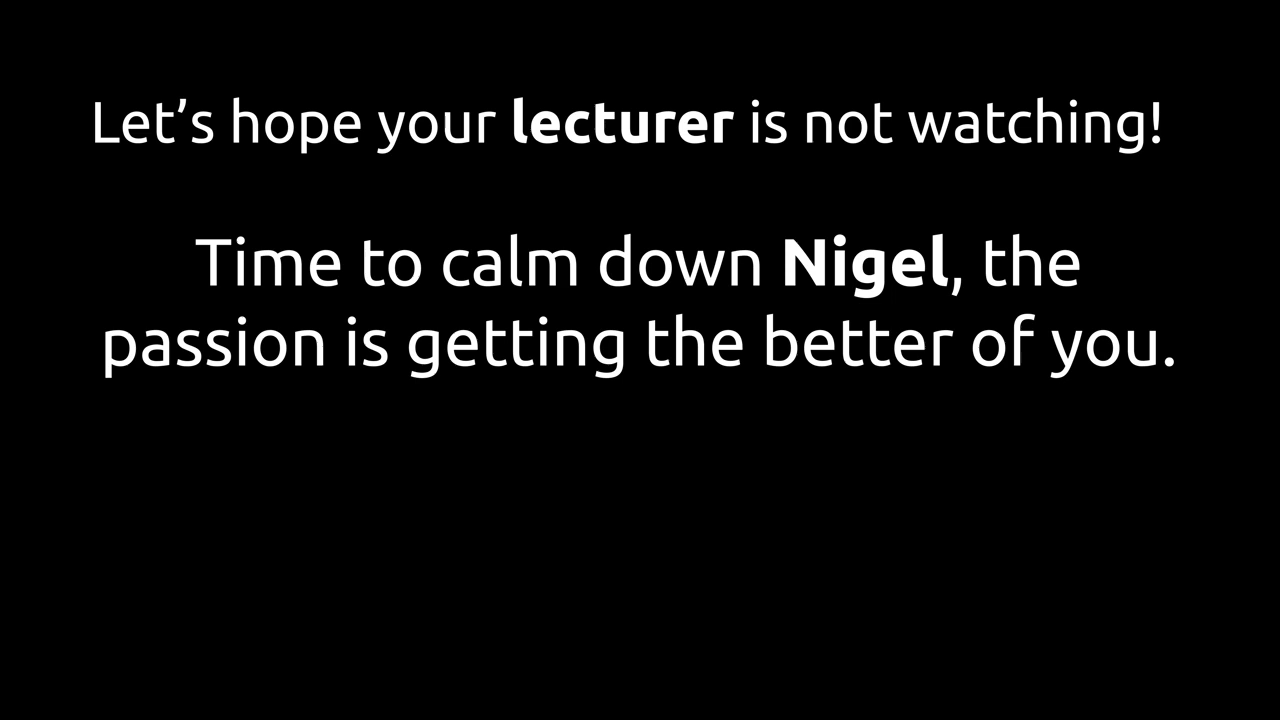 Let’s hope your lecturer is not watching!
Time to calm down Nigel, the
passion is getting the better of you.